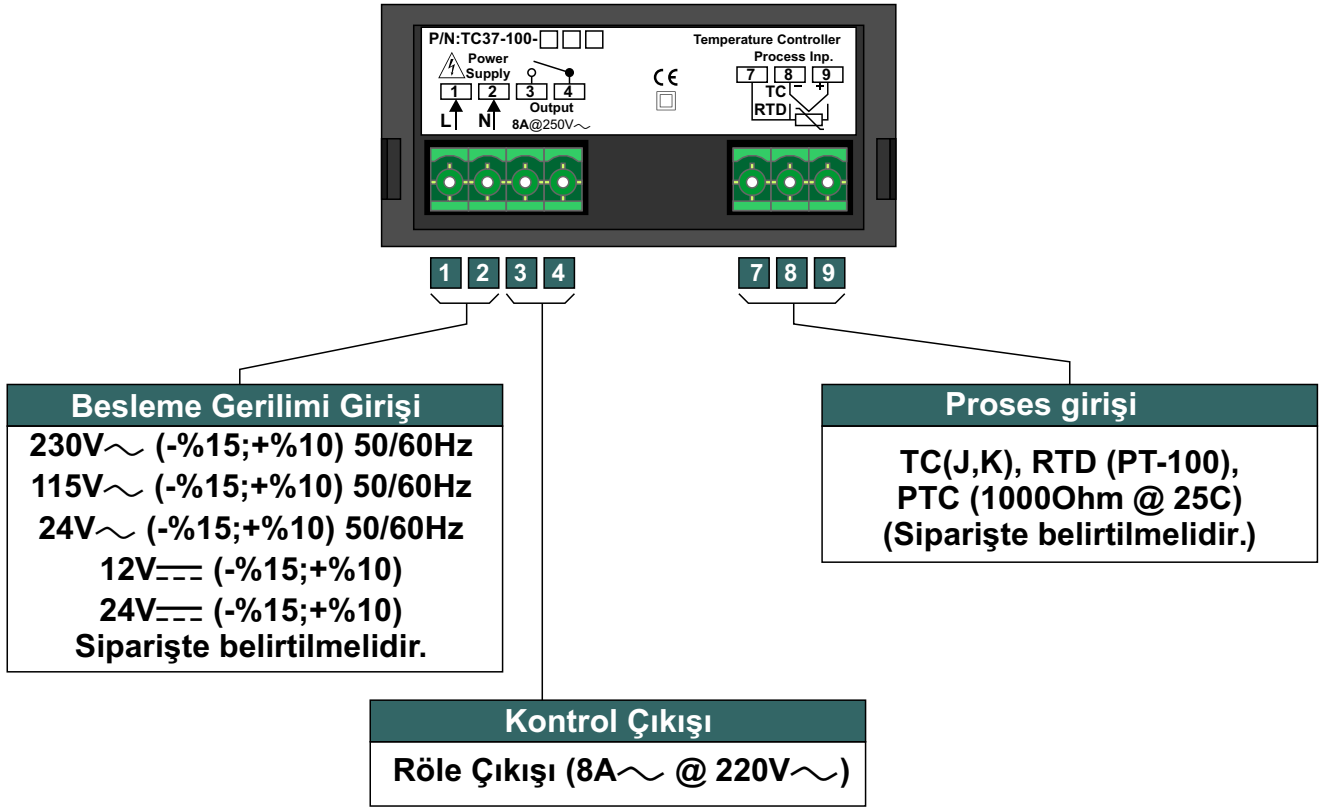 P/N:TC37-100-
Temperature Controller
Power
Supply
Process Inp.
1 2 3 4
7 8 9
Output
L N
8A@250V～
CE
TC - +
RTD
1 2 3 4
7 8 9
Besleme Gerilimi Girişi
230V～ (-%15;+%10) 50/60Hz
115V～ (-%15;+%10) 50/60Hz
24V～ (-%15;+%10) 50/60Hz
12V⎓ (-%15;+%10)
24V⎓ (-%15;+%10)
Siparişte belirtilmelidir.
Proses girişi
TC(J,K), RTD (PT-100),
PTC (1000Ohm @ 25C)
(Siparişte belirtilmelidir.)
Kontrol Çıkışı
Röle Çıkışı (8A～ @ 220V～)